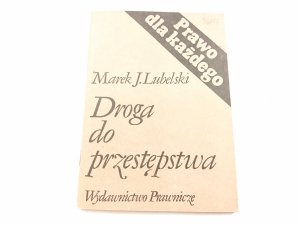 Prawo
dla każdego
Marek J. Lubelski
Droga
do
przestępstwa
Wydawnictwo Prawnicze